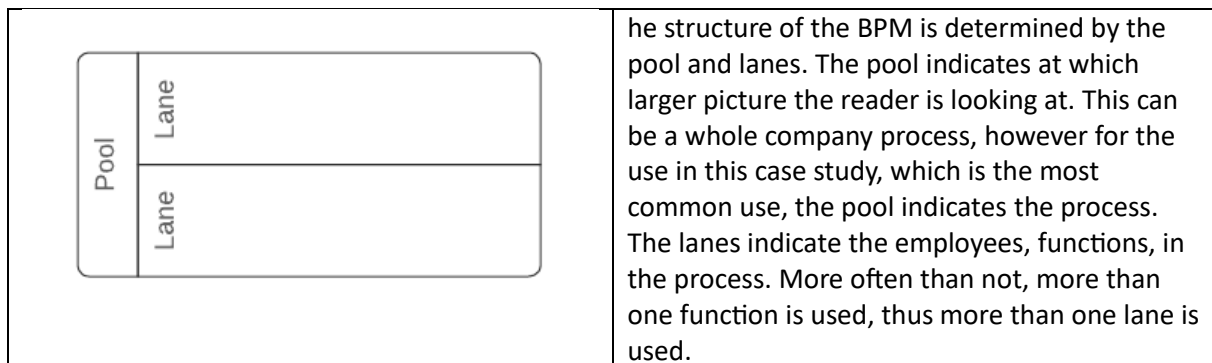 Pool
Lane
Lane
he structure of the BPM is determined by the
pool and lanes. The pool indicates at which
larger picture the reader is looking at. This can
be a whole company process, however for the
use in this case study, which is the most
common use, the pool indicates the process.
The lanes indicate the employees, functions, in
the process. More often than not, more than
one function is used, thus more than one lane is
used.